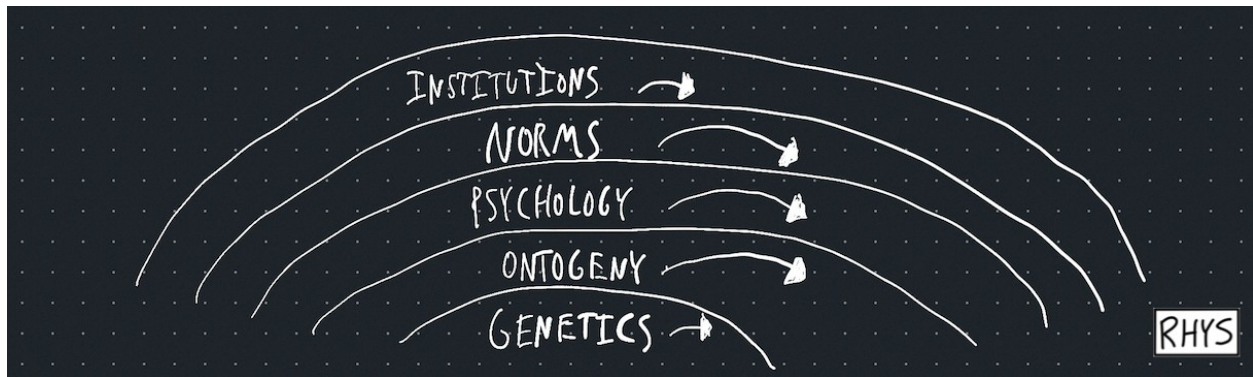 INSTITUTIONS
NORMS
PSYCHOLOGY
ONTOGENY
GENETICS
RHYS